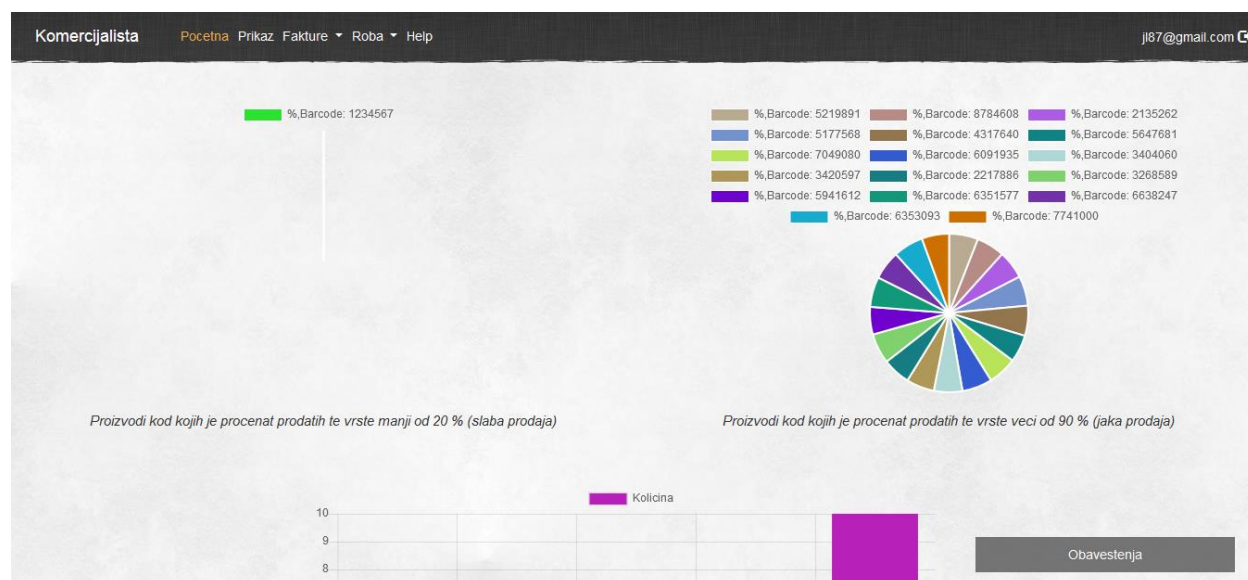 Komercijalista Pocetna Prikaz Fakture Roba Help jl87@gmail.com
%,Barcode: 1234567
%,Barcode: 5219891 %,Barcode: 8784608 %,Barcode: 2135262
%,Barcode: 5177568 %,Barcode: 4317640 %,Barcode: 5647681
%,Barcode: 7049080 %,Barcode: 6091935 %,Barcode: 3404060
%,Barcode: 3420597 %,Barcode: 2217886 %,Barcode: 3268589
%,Barcode: 5941612 %,Barcode: 6351577 %,Barcode: 6638247
%,Barcode: 6353093 %,Barcode: 7741000
Proizvodi kod kojih je procenat prodatih te vrste manji od 20 % (slaba prodaja)
Proizvodi kod kojih je procenat prodatih te vrste veci od 90 % (jaka prodaja)
Kolicina
10
9
8
Obavestenja